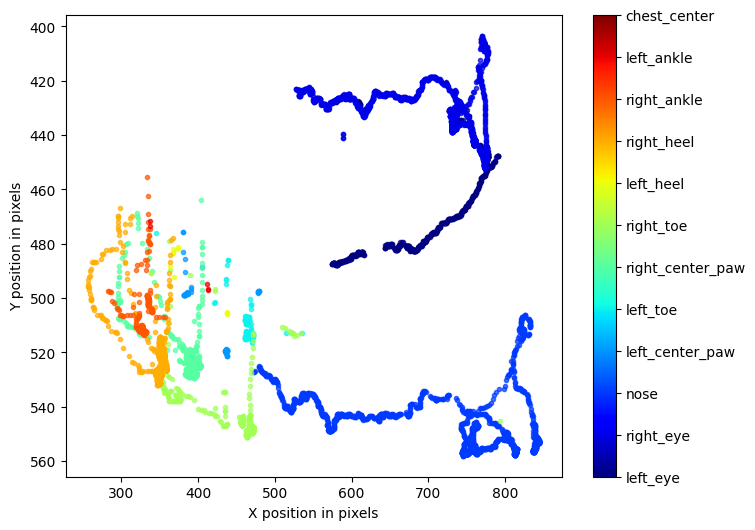 400
420
440
460
480
500
520
540
560
Y position in pixels
300
400
500
600
700
800
X position in pixels
chest_center
left_ankle
right_ankle
right_heel
left_heel
right_toe
right_center_paw
left_toe
left_center_paw
nose
right_eye
left_eye